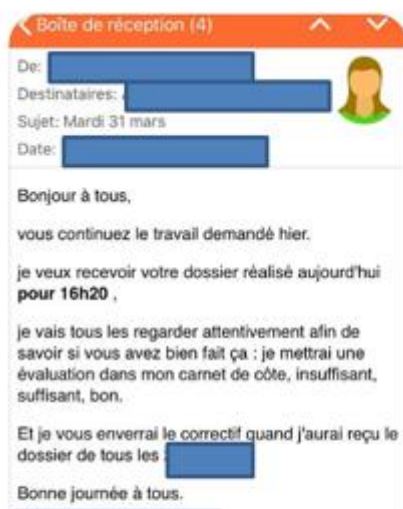 Boîte de réception (4)
De:
Destinataires:
Sujet: Mardi 31 mars
Date:
Bonjour à tous,
vous continuez le travail demandé hier.
je veux recevoir votre dossier réalisé aujourd'hui
pour 16h20 ,
je vais tous les regarder attentivement afin de
savoir si vous avez bien fait ça : je mettrai une
évaluation dans mon carnet de côte, insuffisant,
suffisant, bon.
Et je vous enverrai le correctif quand j'aurai reçu le
dossier de tous les
Bonne journée à tous.